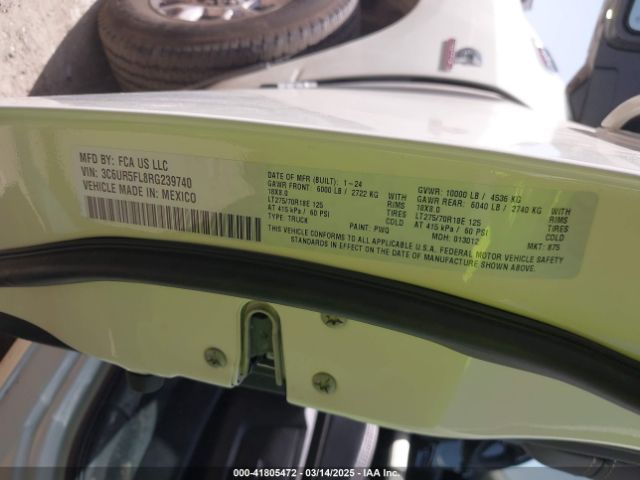 MFD BY: FCA US LLC
VIN: 3C6UR5FL8RG239740
VEHICLE MADE IN: MEXICO
DATE OF MFR (BUILT): 1-24
GAWR FRONT: 6000 LB / 2722 KG WITH
18X8.0 RIMS
LT275/70R18E 125 TIRES
AT 415 kPa/ 60 PSI COLD
TYPE: TRUCK PAINT: PWQ
GVWR: 10000 LB / 4536 KG
GAWR REAR: 6040 LB / 2740 KG WITH
18X8.0 RIMS
LT275/70R18E 125 TIRES
AT 415 kPa/ 60 PSI COLD
MDH: 013012 MKT: 875
THIS VEHICLE CONFORMS TO ALL APPLICABLE U.S.A. FEDERAL MOTOR VEHICLE SAFETY
STANDARDS IN EFFECT ON THE DATE OF MANUFACTURE SHOWN ABOVE.
000-41805472 — 03/14/2025 — IAA Inc.